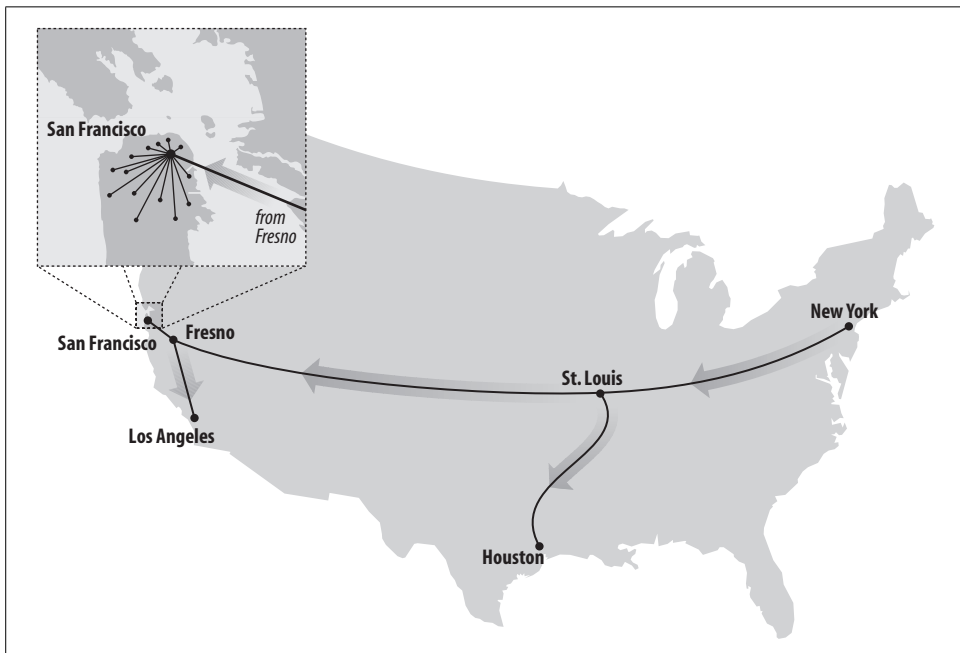 San Francisco
from
Fresno
New York
San Francisco
Fresno
St. Louis
Los Angeles
Houston